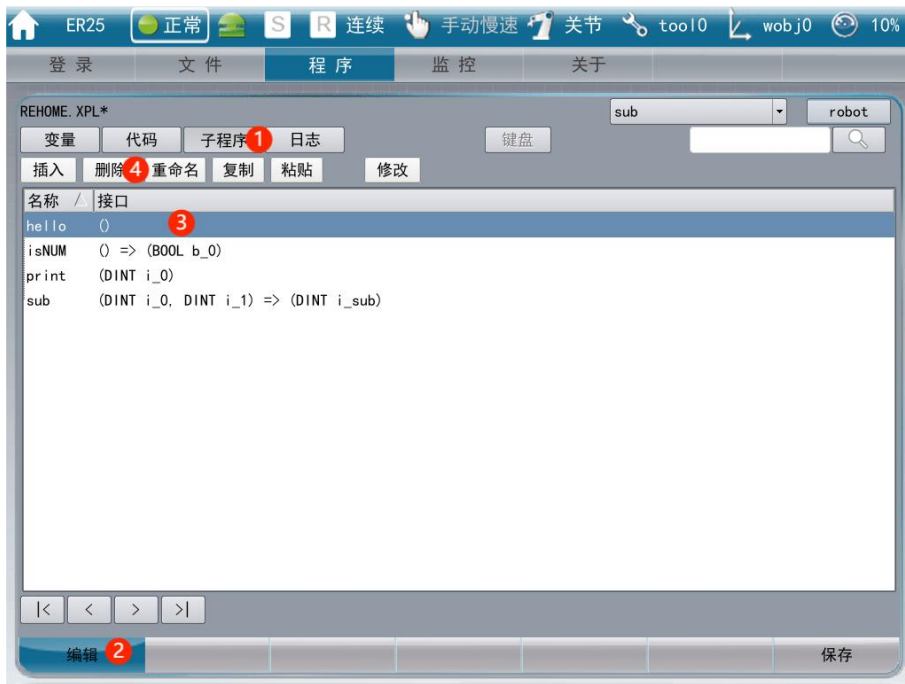 ER25 正常 S R 连续 手动慢速 关节 tool0 wobj0 10%
登录 文件 程序 监控 关于
REHOME.XPL* sub robot
变量 代码 子程序 1 日志 键盘
插入 删除 4 重命名 复制 粘贴 修改
名称 接口
hello () 3
isNUM () => (BOOL b_0)
print (DINT i_0)
sub (DINT i_0, DINT i_1) => (DINT i_sub)
|< < > >|
编辑 2 保存